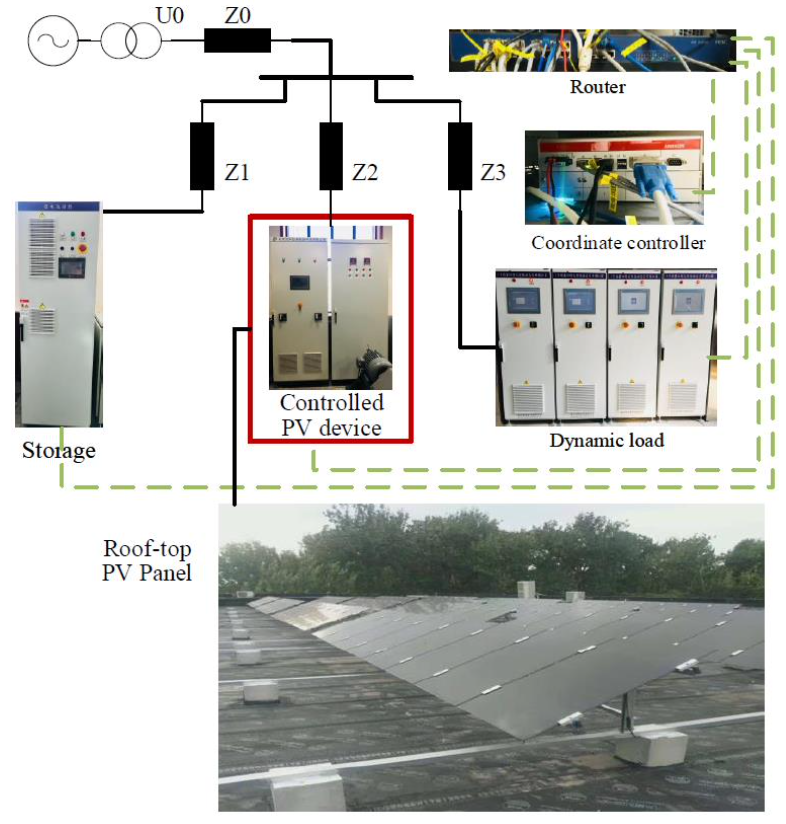 U0
Z0
Router
Z1
Z2
Z3
Coordinate controller
Controlled
PV device
Dynamic load
Storage
Roof-top
PV Panel